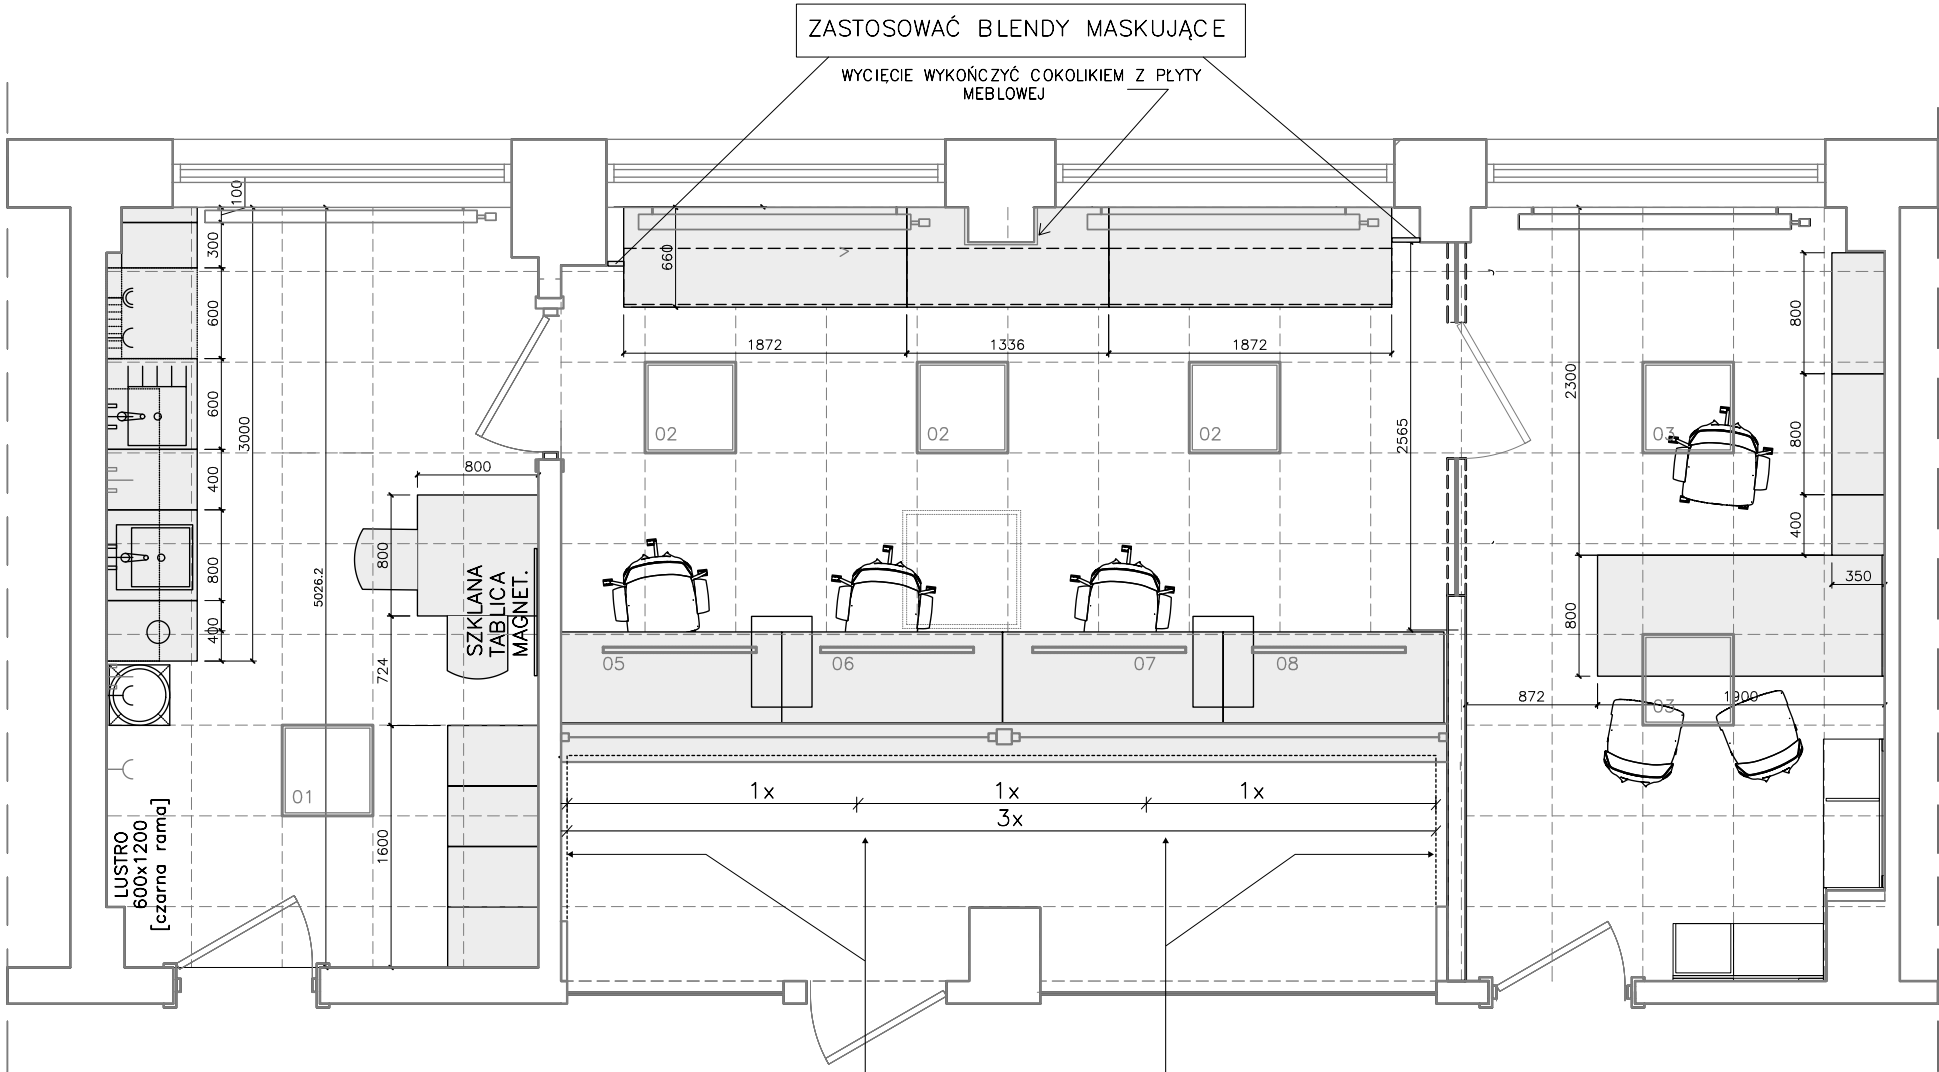 ZASTOSOWAĆ BLENDY MASKUJĄCE
WYCIĘCIE WYKOŃCZYĆ COKOLIKIEM Z PŁYTY
MEBLOWEJ
100
300
600
600
400
800
400
3000
5026.2
800
800
724
1600
SZKLANA
TABLICA
MAGNET.
LUSTRO
600x1200
[czarna rama]
01
660
1872
1336
1872
02
02
02
2565
05
06
07
08
1x
1x
1x
3x
2300
800
800
800
400
350
872
1900
03
03